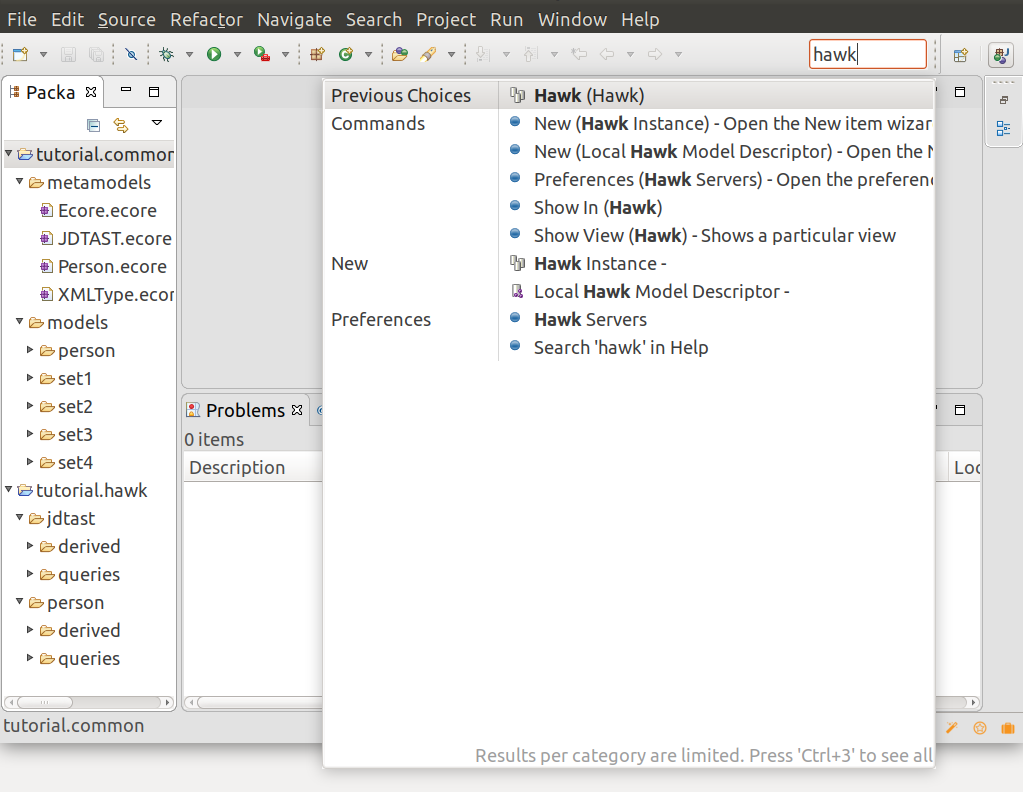 File Edit Source Refactor Navigate Search Project Run Window Help
hawk
Packa
tutorial.common
metamodels
Ecore.ecore
JDTAST.ecore
Person.ecore
XMLType.ecor
models
person
set1
set2
set3
set4
tutorial.hawk
jdtast
derived
queries
person
derived
queries
Previous Choices Hawk (Hawk)
Commands New (Hawk Instance) - Open the New item wizar
New (Local Hawk Model Descriptor) - Open the N
Preferences (Hawk Servers) - Open the preferen
Show In (Hawk)
Show View (Hawk) - Shows a particular view
New Hawk Instance -
Local Hawk Model Descriptor -
Preferences Hawk Servers
Search 'hawk' in Help
Results per category are limited. Press 'Ctrl+3' to see all
Problems
0 items
Description Loc
tutorial.common